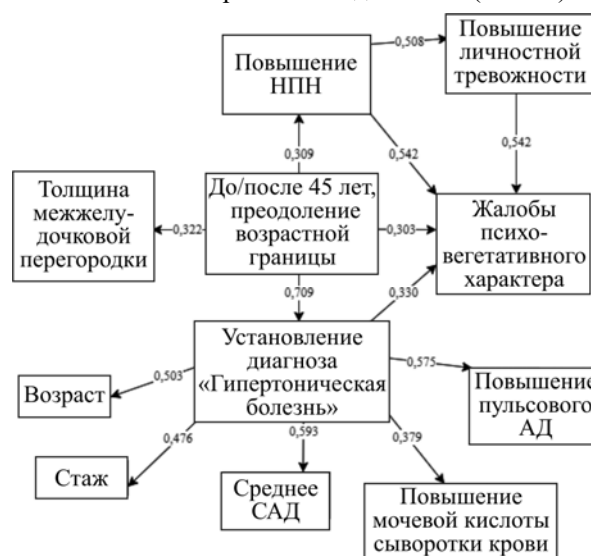 Повышение
личностной
тревожности
0,508
Повышение
НПН
0,309
0,542
0,542
Толщина
межжелу-
дочковой
перегородки
0,322
До/после 45 лет,
преодоление
возрастной
границы
0,303
Жалобы
психо-
вегетативного
характера
0,709
0,330
Установление
диагноза
«Гипертоническая
болезнь»
0,503
Возраст
0,575
Повышение
пульсового
АД
0,476
Стаж
0,593
Среднее
САД
0,379
Повышение
мочевой кислоты
сыворотки крови